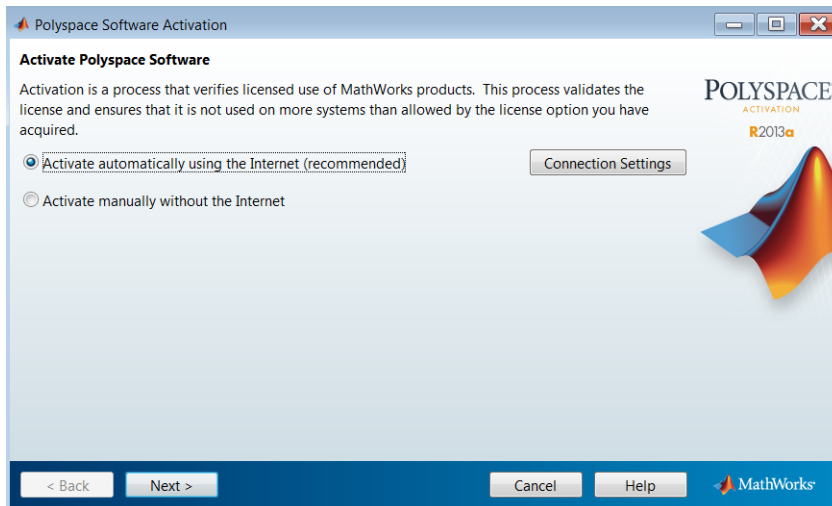 Polyspace Software Activation
Activate Polyspace Software
Activation is a process that verifies licensed use of MathWorks products. This process validates the
license and ensures that it is not used on more systems than allowed by the license option you have
acquired.
POLYSPACE
ACTIVATION
R2013a
Activate automatically using the Internet (recommended)
Connection Settings
Activate manually without the Internet
< Back
Next >
Cancel
Help
MathWorks